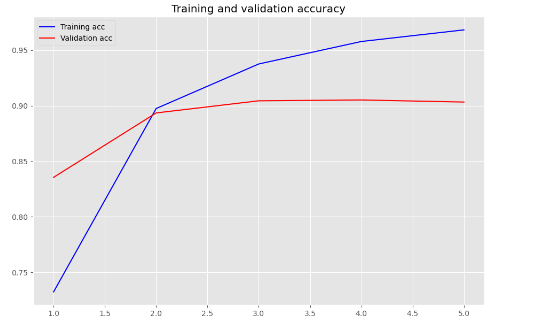 Training and validation accuracy
Training acc
Validation acc
0.95
0.90
0.85
0.80
0.75
1.0 1.5 2.0 2.5 3.0 3.5 4.0 4.5 5.0